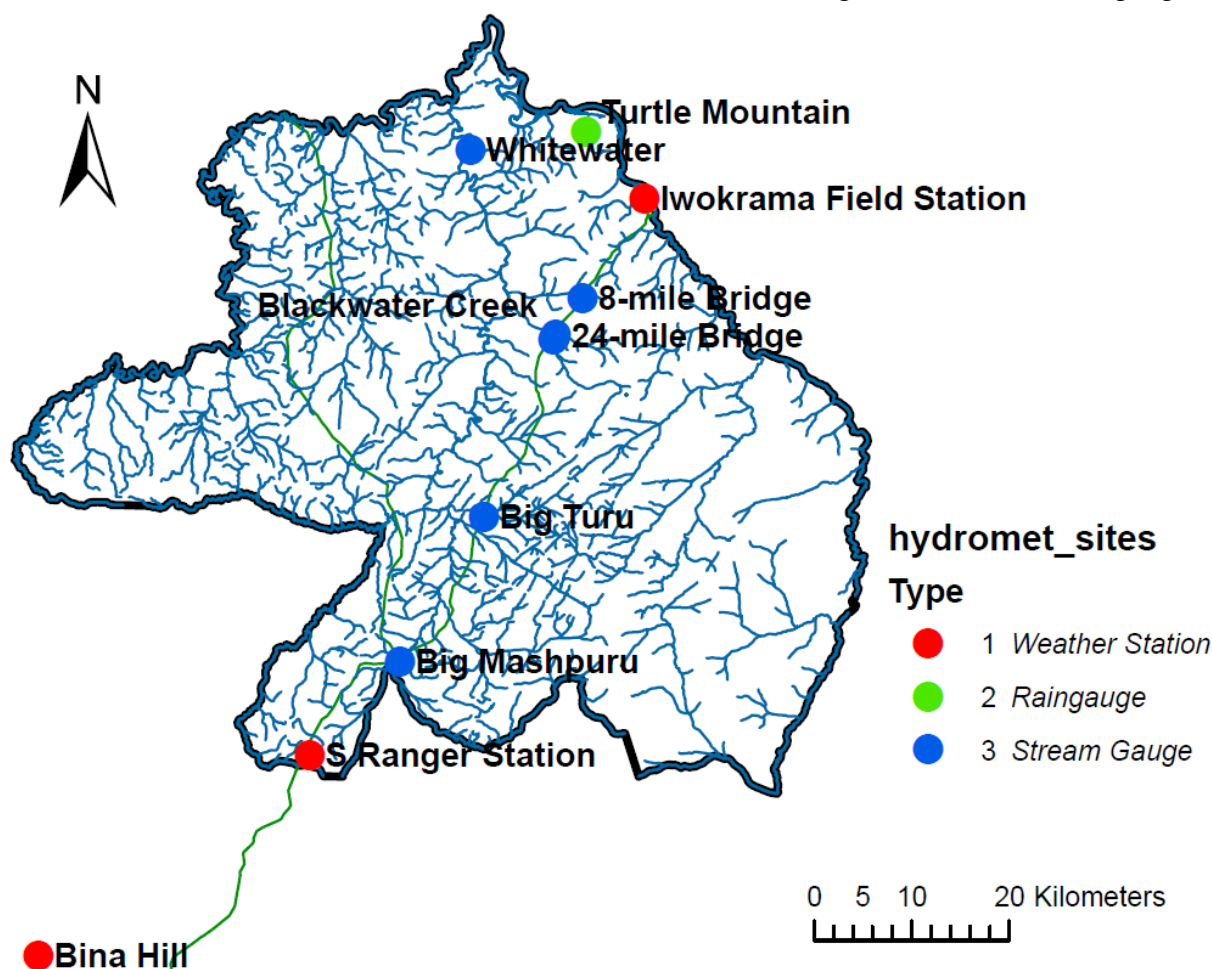 N
Turtle Mountain
Whitewater
Iwokrama Field Station
8-mile Bridge
Blackwater Creek
24-mile Bridge
Big Turu
hydromet_sites
Type
1 Weather Station
Big Mashpuru
2 Raingauge
3 Stream Gauge
S Ranger Station
0 5 10 20 Kilometers
Bina Hill